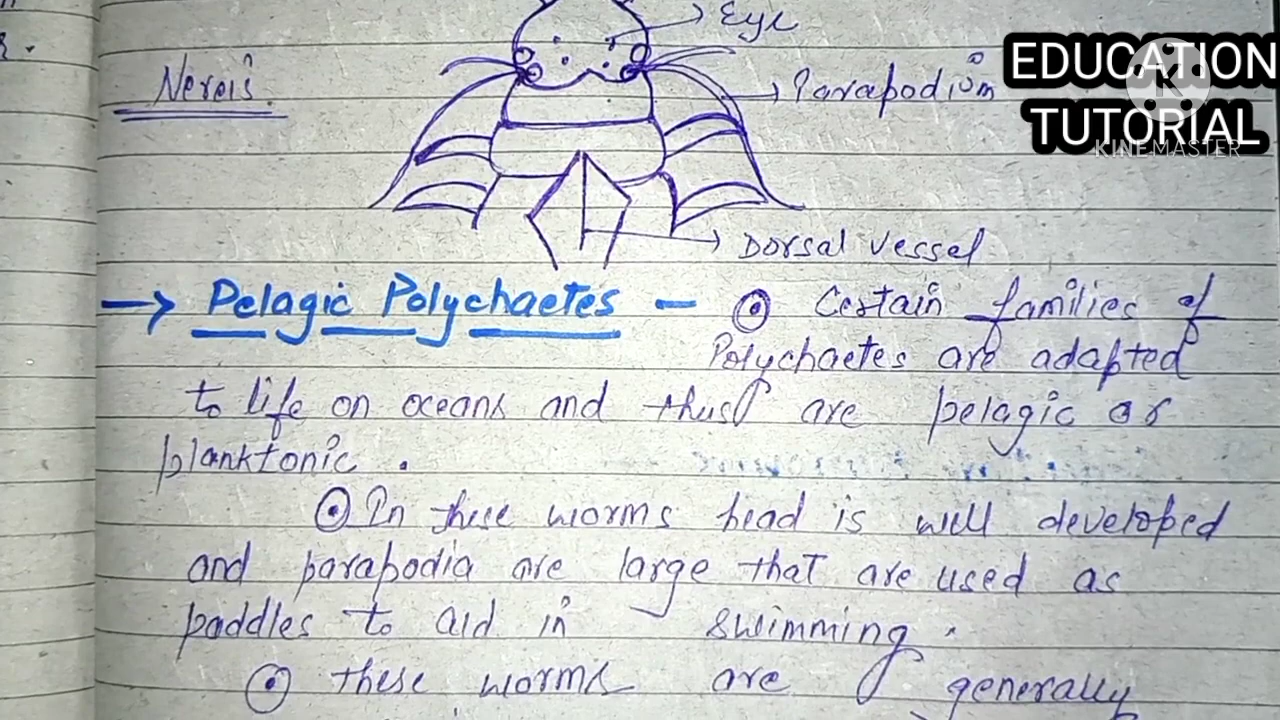 Eye
EDUCATION
TUTORIAL
KINEMASTER
Nereis
Parapodium
Dorsal vessel
→ Pelagic Polychaetes - Certain families of
Polychaetes are adapted
to life on oceans and thus are pelagic or
planktonic .
In these worms head is well developed
and parapodia are large that are used as
paddles to aid in swimming .
these worms are generally